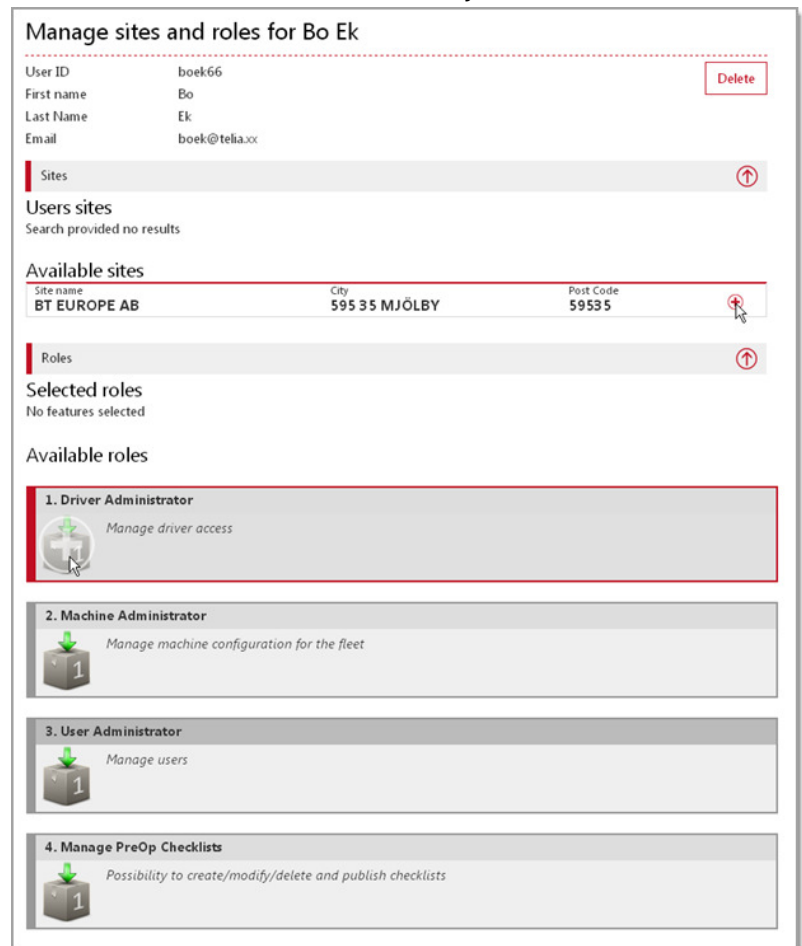 Manage sites and roles for Bo Ek
User ID boek66
Delete
First name Bo
Last Name Ek
Email boek@telia.xx
Sites
Users sites
Search provided no results
Available sites
Site name City Post Code
BT EUROPE AB 595 35 MJÖLBY 59535
Roles
Selected roles
No features selected
Available roles
1. Driver Administrator
Manage driver access
1
2. Machine Administrator
Manage machine configuration for the fleet
1
3. User Administrator
Manage users
1
4. Manage PreOp Checklists
Possibility to create/modify/delete and publish checklists
1